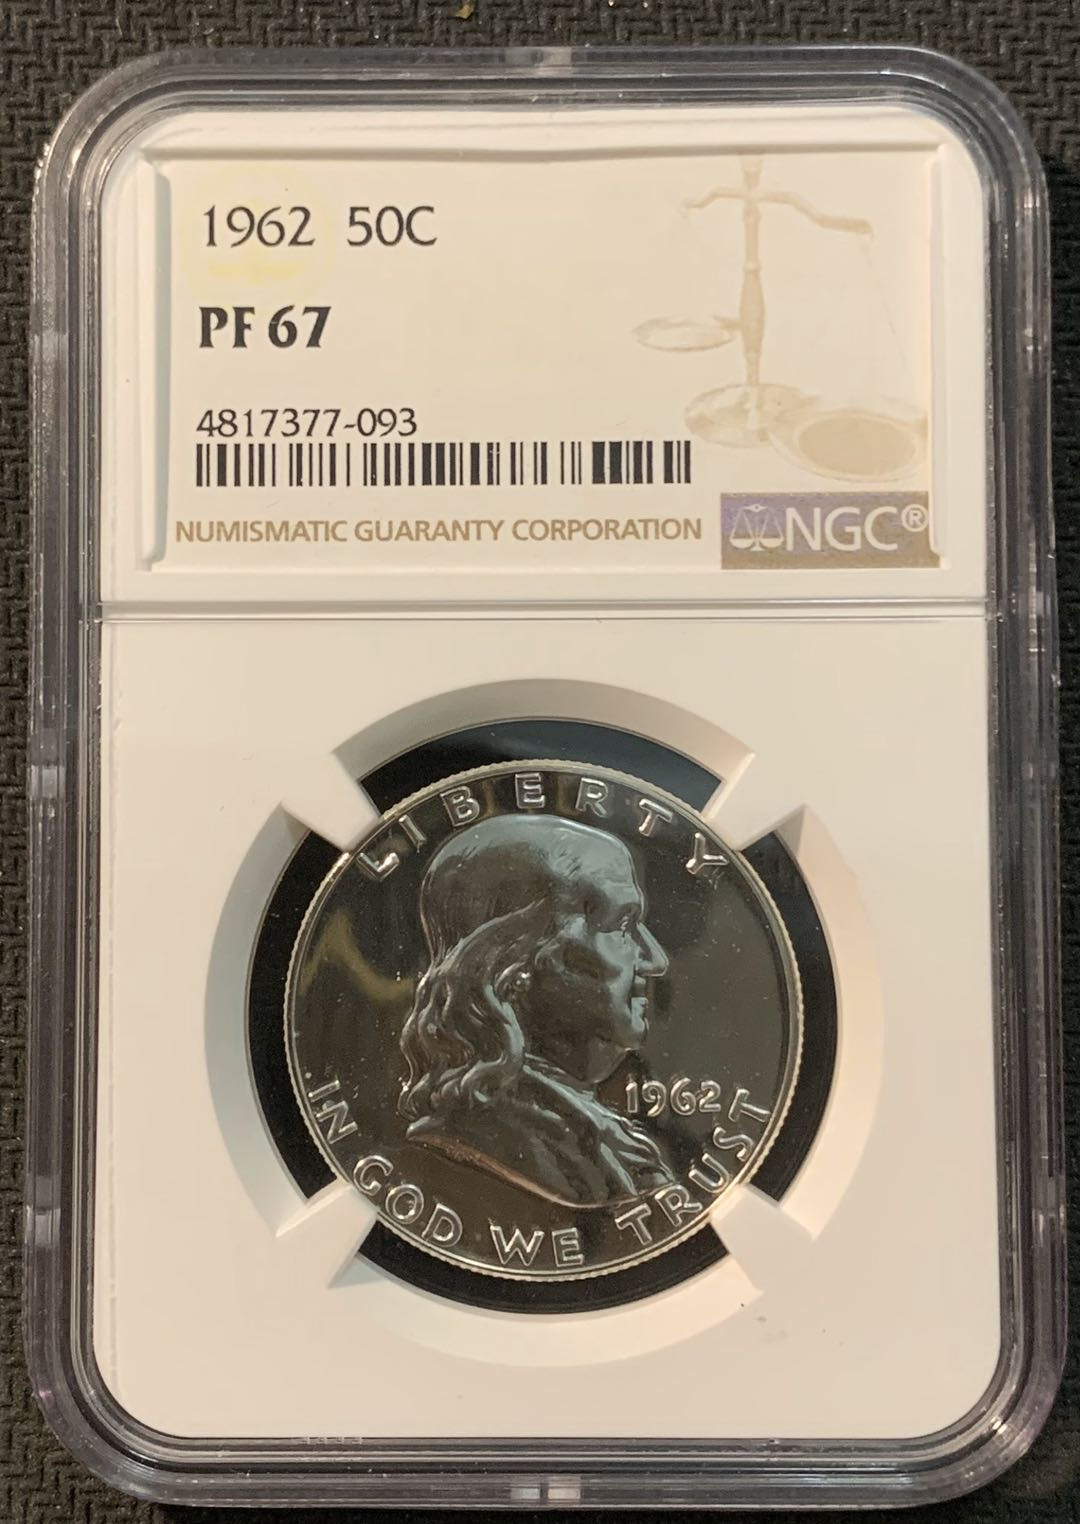 1962 50C
PF 67
4817377-093
NUMISMATIC GUARANTY CORPORATION
NGC®
LIBERTY
1962
IN GOD WE TRUST